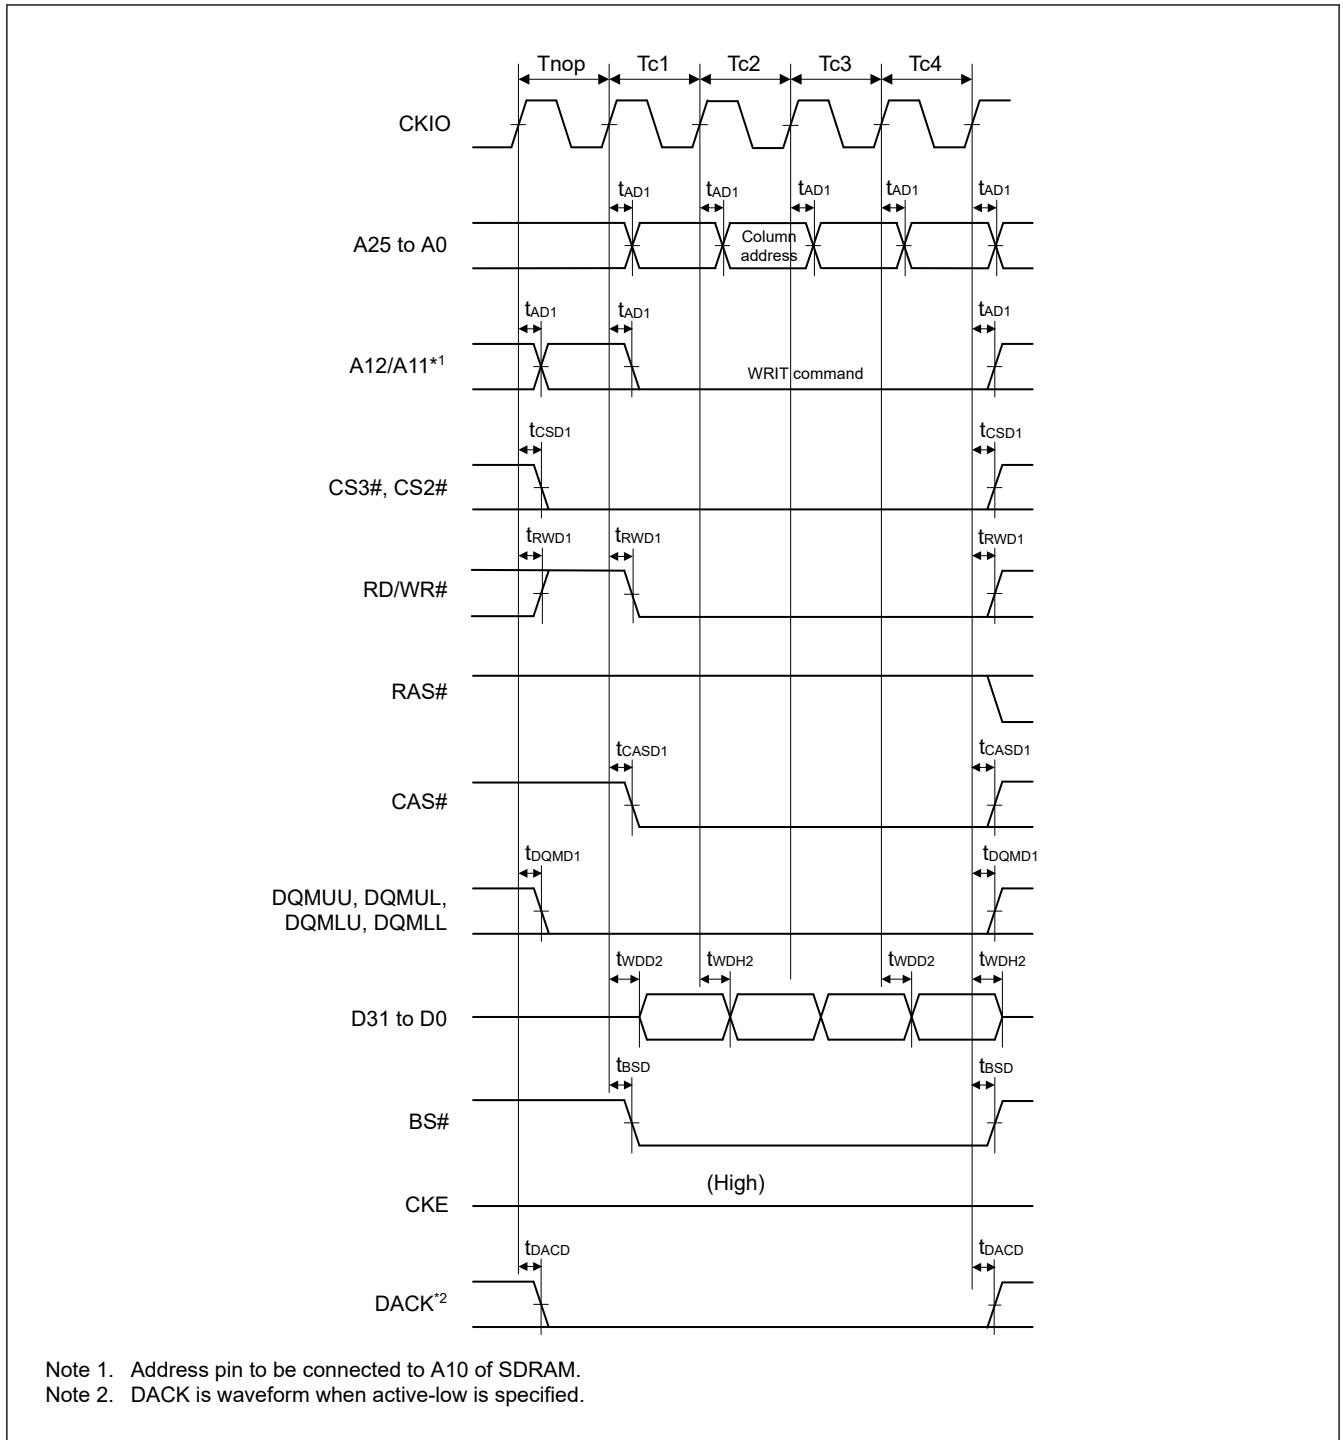 Tnop Tc1 Tc2 Tc3 Tc4
CKIO
tAD1 tAD1 tAD1 tAD1 tAD1
A25 to A0
Column
address
tAD1 tAD1 tAD1
A12/A11*1
WRIT command
tCSD1 tCSD1
CS3#, CS2#
tRWD1 tRWD1 tRWD1
RD/WR#
RAS#
tCASD1 tCASD1
CAS#
tDQMD1 tDQMD1
DQMUU, DQMUL,
DQMLU, DQMLL
tWDD2 tWDH2 tWDD2 tWDH2
D31 to D0
tBSD tBSD
BS#
(High)
CKE
tDACD tDACD
DACK*2
Note 1. Address pin to be connected to A10 of SDRAM.
Note 2. DACK is waveform when active-low is specified.